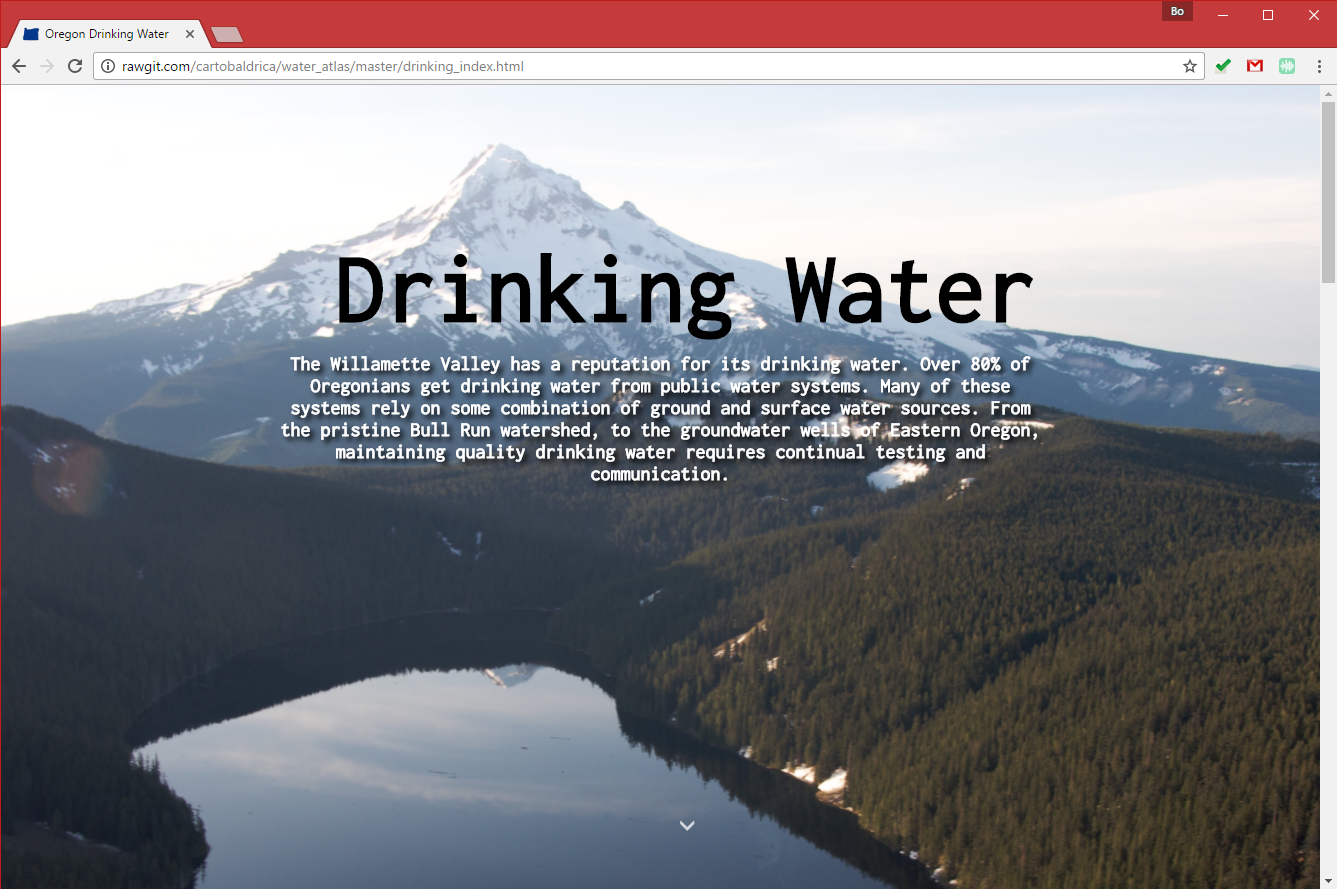 Bo
Oregon Drinking Water
rawgit.com/cartobaldrica/water_atlas/master/drinking_index.html
Drinking Water
The Willamette Valley has a reputation for its drinking water. Over 80% of
Oregonians get drinking water from public water systems. Many of these
systems rely on some combination of ground and surface water sources. From
the pristine Bull Run watershed, to the groundwater wells of Eastern Oregon,
maintaining quality drinking water requires continual testing and
communication.